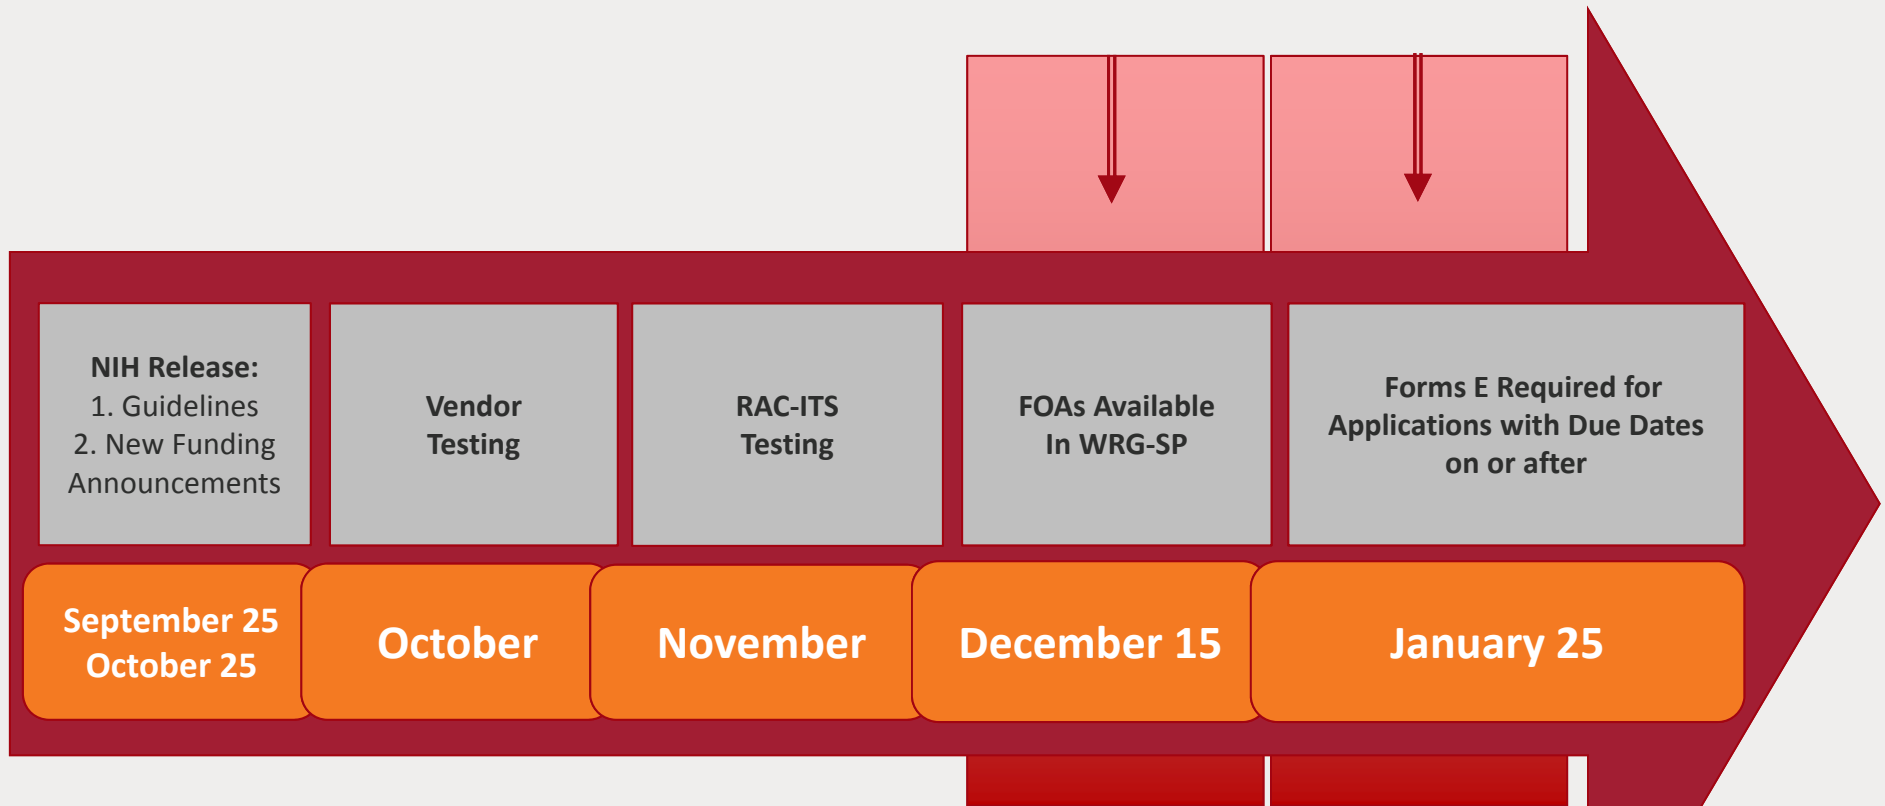 NIH Release:
1. Guidelines
2. New Funding
Announcements
Vendor
Testing
RAC-ITS
Testing
FOAs Available
In WRG-SP
Forms E Required for
Applications with Due Dates
on or after
September 25
October 25
October
November
December 15
January 25